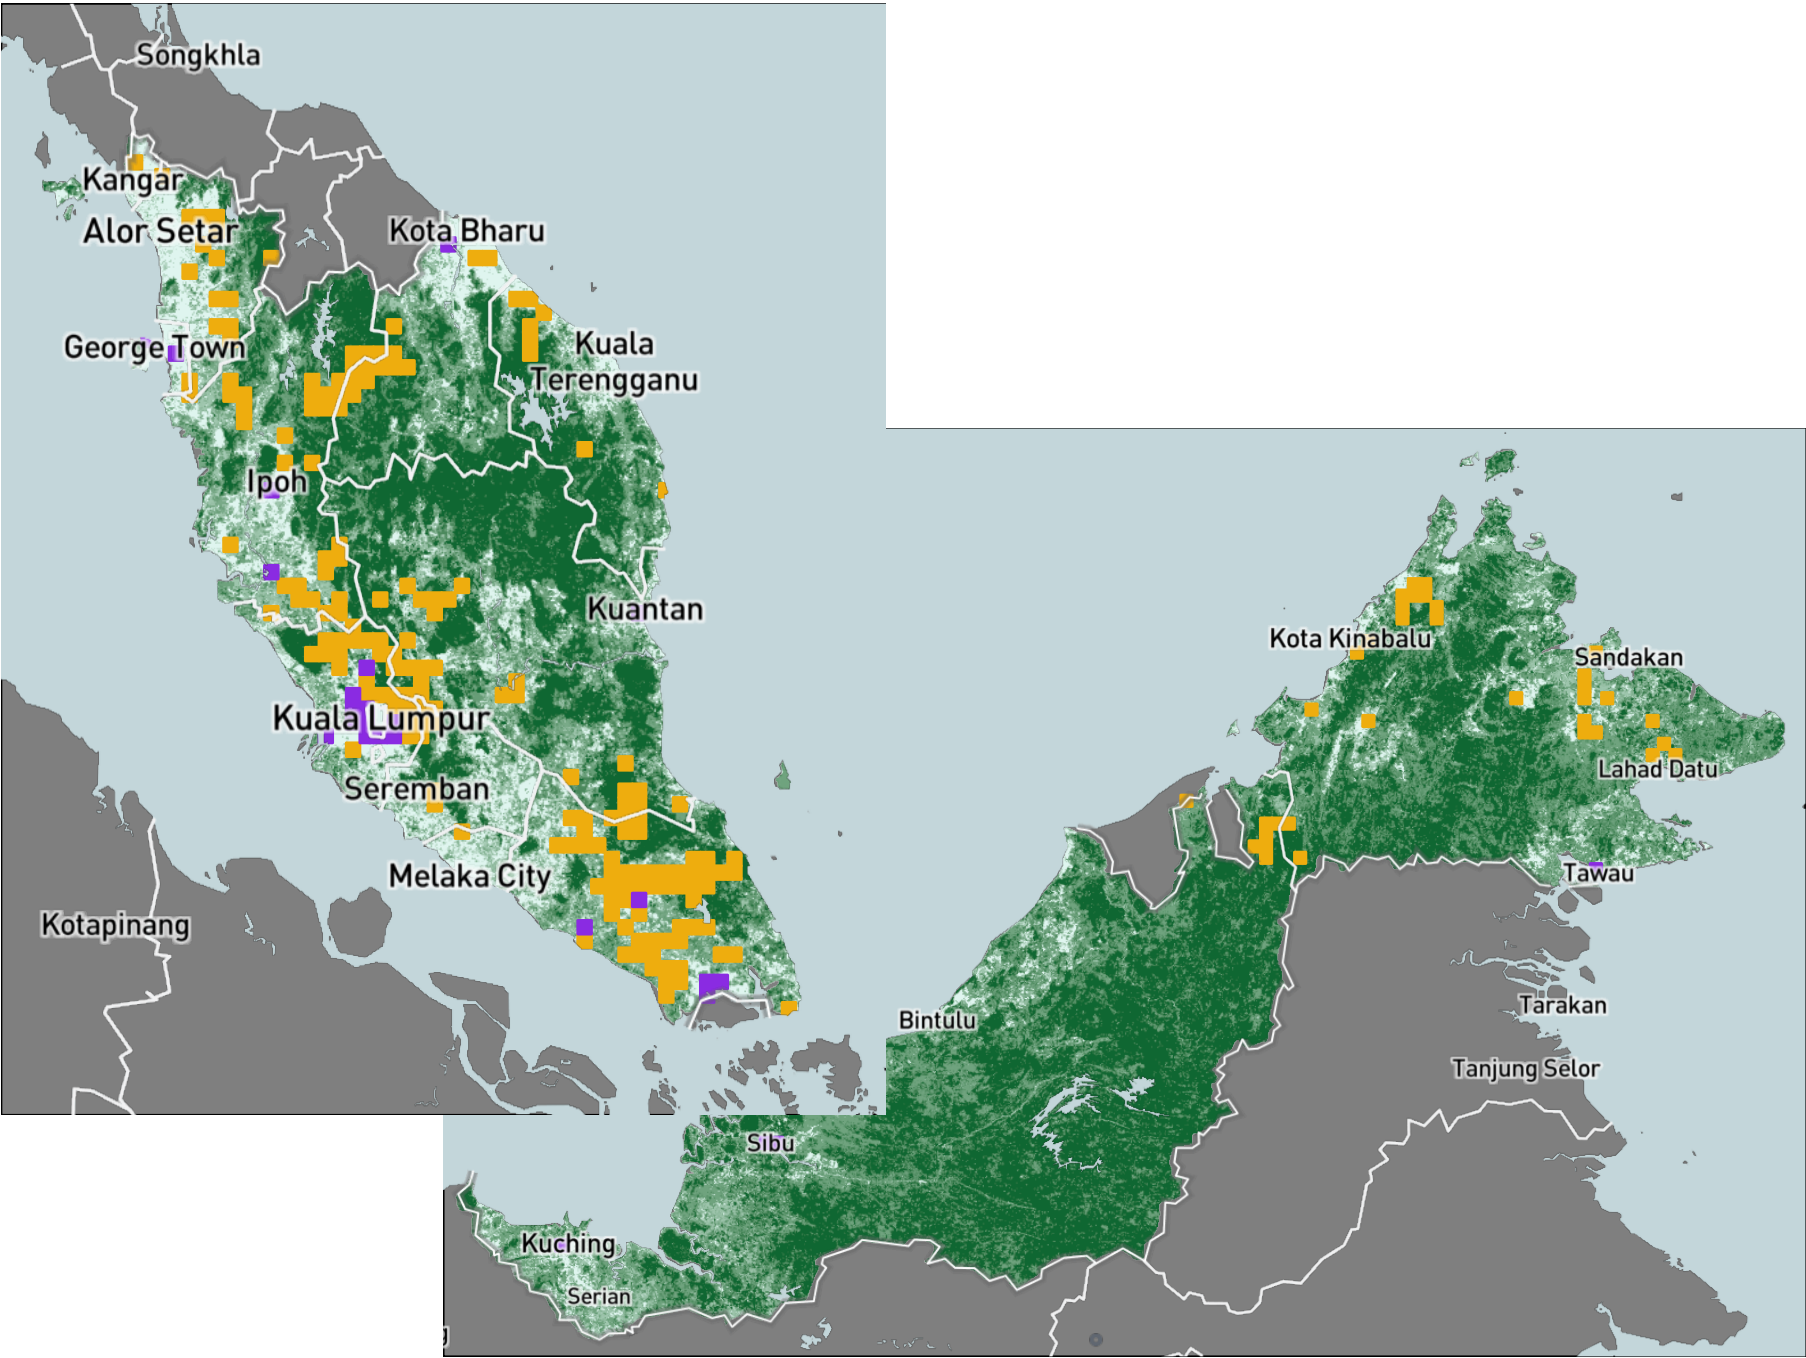 Songkhla
Kangar
Alor Setar
Kota Bharu
George Town
Kuala
Terengganu
Ipoh
Kuantan
Kota Kinabalu
Sandakan
Kuala Lumpur
Lahad Datu
Seremban
Melaka City
Tawau
Kotapinang
Tarakan
Bintulu
Tanjung Selor
Sibu
Kuching
Serian